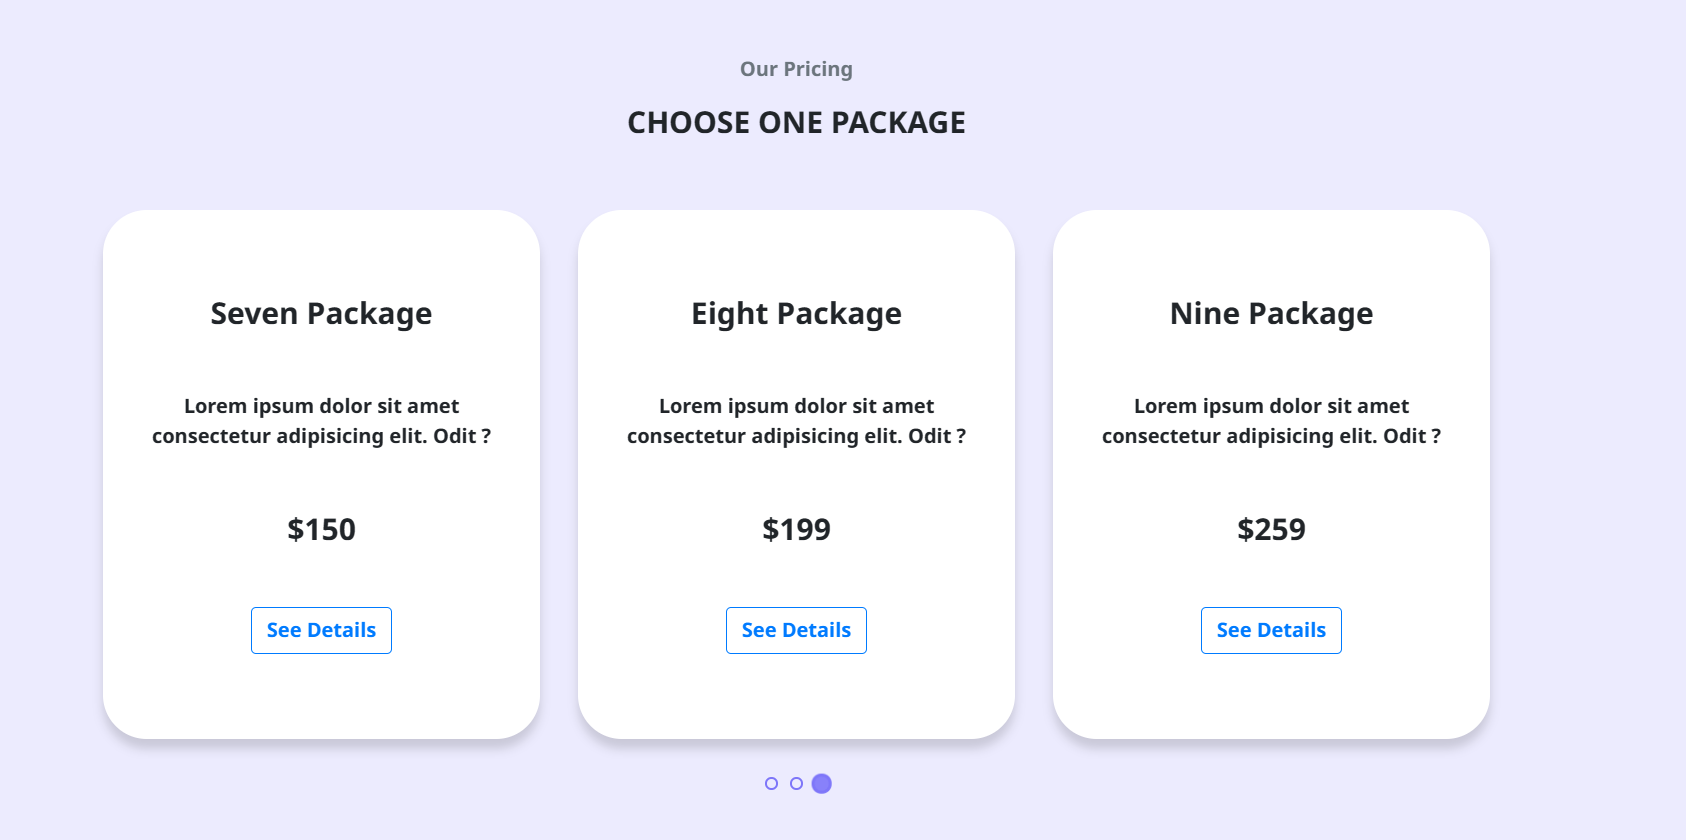 Our Pricing
CHOOSE ONE PACKAGE
Seven Package
Lorem ipsum dolor sit amet
consectetur adipisicing elit. Odit ?
$150
See Details
Eight Package
Lorem ipsum dolor sit amet
consectetur adipisicing elit. Odit ?
$199
See Details
Nine Package
Lorem ipsum dolor sit amet
consectetur adipisicing elit. Odit ?
$259
See Details